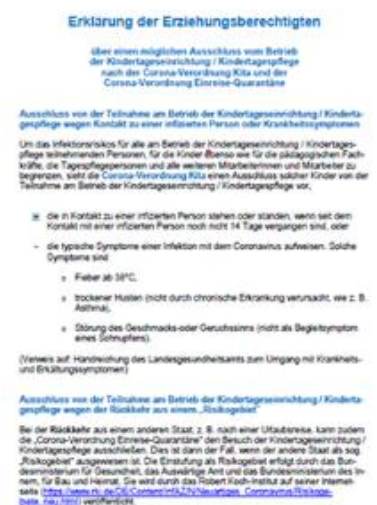 Erklärung der Erziehungsberechtigten
über einen möglichen Ausschluss vom Betrieb
der Kindertageseinrichtung / Kindertagespflege
nach der Corona-Verordnung Kita und der
Corona-Verordnung Einreise-Quarantäne
Ausschluss von der Teilnahme am Betrieb der Kindertageseinrichtung / Kinderta-
gespflege wegen Kontakt zu einer infizierten Person oder Krankheitssymptomen
Um das Infektionsrisikos für alle am Betrieb der Kindertageseinrichtung / Kindertages-
pflege teilnehmenden Personen, für die Kinder ebenso wie für die pädagogischen Fach-
kräfte, die Tagespflegepersonen und alle weiteren Mitarbeiterinnen und Mitarbeiter zu
begrenzen, sieht die Corona-Verordnung Kita einen Ausschluss solcher Kinder von der
Teilnahme am Betrieb der Kindertageseinrichtung / Kindertagespflege vor,
die in Kontakt zu einer infizierten Person stehen oder standen, wenn seit dem
Kontakt mit einer infizierten Person noch nicht 14 Tage vergangen sind, oder
- die typische Symptome einer Infektion mit dem Coronavirus aufweisen. Solche
Symptome sind
o Fieber ab 38°C,
o trockener Husten (nicht durch chronische Erkrankung verursacht, wie z. B.
Asthma),
o Störung des Geschmacks-oder Geruchssinns (nicht als Begleitsymptom
eines Schnupfens).
(Verweis auf: Handreichung des Landesgesundheitsamts zum Umgang mit Krankheits-
und Erkältungssymptomen)
Ausschluss von der Teilnahme am Betrieb der Kindertageseinrichtung / Kinderta-
gespflege wegen der Rückkehr aus einem „Risikogebiet"
Bei der Rückkehr aus einem anderen Staat, z. B. nach einer Urlaubsreise, kann zudem
die „Corona-Verordnung Einreise-Quarantäne" den Besuch der Kindertageseinrichtung /
Kindertagespflege ausschließen. Dies ist dann der Fall, wenn der andere Staat als sog.
„Risikogebiet" ausgewiesen ist. Die Einstufung als Risikogebiet erfolgt durch das Bun-
desministerium für Gesundheit, das Auswärtige Amt und das Bundesministerium des In-
nern, für Bau und Heimat. Sie wird durch das Robert Koch-Institut auf seiner Internet-
seite (https://www.rki.de/DE/Content/InfAZ/N/Neuartiges_Coronavirus/Risikoge-
biete_neu.html) veröffentlicht.